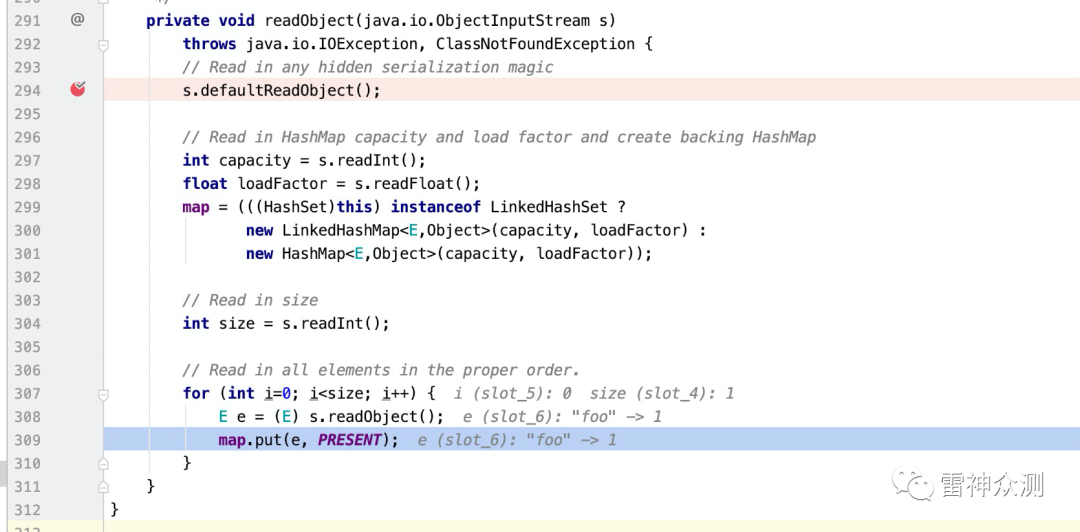 291 @ private void readObject(java.io.ObjectInputStream s)
292 throws java.io.IOException, ClassNotFoundException {
293 // Read in any hidden serialization magic
294 s.defaultReadObject();
295
296 // Read in HashMap capacity and load factor and create backing HashMap
297 int capacity = s.readInt();
298 float loadFactor = s.readFloat();
299 map = (((HashSet)this) instanceof LinkedHashSet ?
300 new LinkedHashMap<E,Object>(capacity, loadFactor) :
301 new HashMap<E,Object>(capacity, loadFactor));
302
303 // Read in size
304 int size = s.readInt();
305
306 // Read in all elements in the proper order.
307 for (int i=0; i<size; i++) { i (slot_5): 0 size (slot_4): 1
308 E e = (E) s.readObject(); e (slot_6): "foo" -> 1
309 map.put(e, PRESENT); e (slot_6): "foo" -> 1
310 }
311 }
312 }
雷神众测